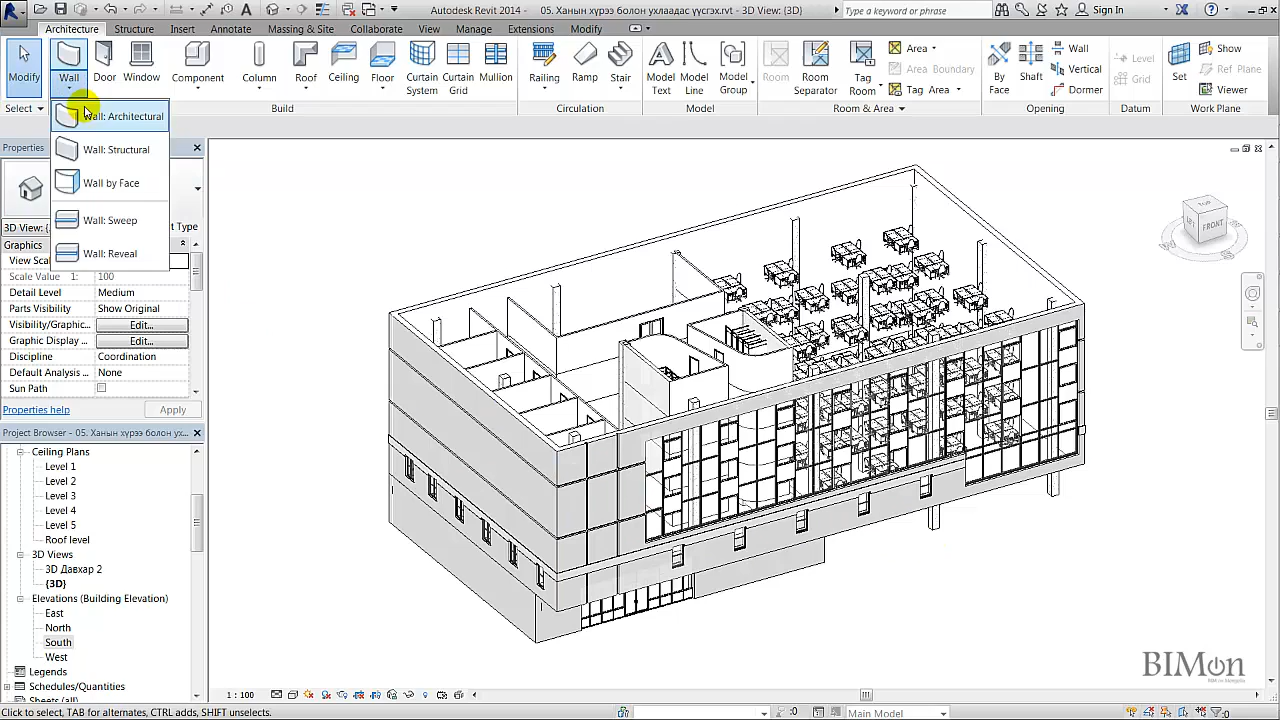 Autodesk Revit 2014 - 05. Ханын хүрээ болон ухлаадас үүсгэх.rvt - 3D View: {3D}
Type a keyword or phrase
Sign In
Architecture Structure Insert Annotate Massing & Site Collaborate View Manage Extensions Modify
Modify Wall Door Window Component Column Roof Ceiling Floor Curtain System Curtain Grid Mullion Railing Ramp Stair Model Text Model Line Model Group Room Room Separator Tag Room By Face Shaft Set
Area
Area Boundary
Tag Area
Wall
Vertical
Dormer
Level
Grid
Show
Ref Plane
Viewer
Select Build Circulation Model Room & Area Opening Datum Work Plane
Wall: Architectural
Wall: Structural
Wall by Face
Wall: Sweep
Wall: Reveal
Properties
3D View: {
t Type
Graphics
View Sca
Scale Value 1: 100
Detail Level Medium
Parts Visibility Show Original
Visibility/Graphic... Edit...
Graphic Display ... Edit...
Discipline Coordination
Default Analysis ... None
Sun Path
Properties help Apply
Project Browser - 05. Ханын хүрээ болон ух...
Ceiling Plans
Level 1
Level 2
Level 3
Level 4
Level 5
Roof level
3D Views
3D Давхар 2
{3D}
Elevations (Building Elevation)
East
North
South
West
Legends
Schedules/Quantities
Sheets (all)
TOP
FRONT
BIMon
1 : 100
Click to select, TAB for alternates, CTRL adds, SHIFT unselects.
:0
Main Model
:0